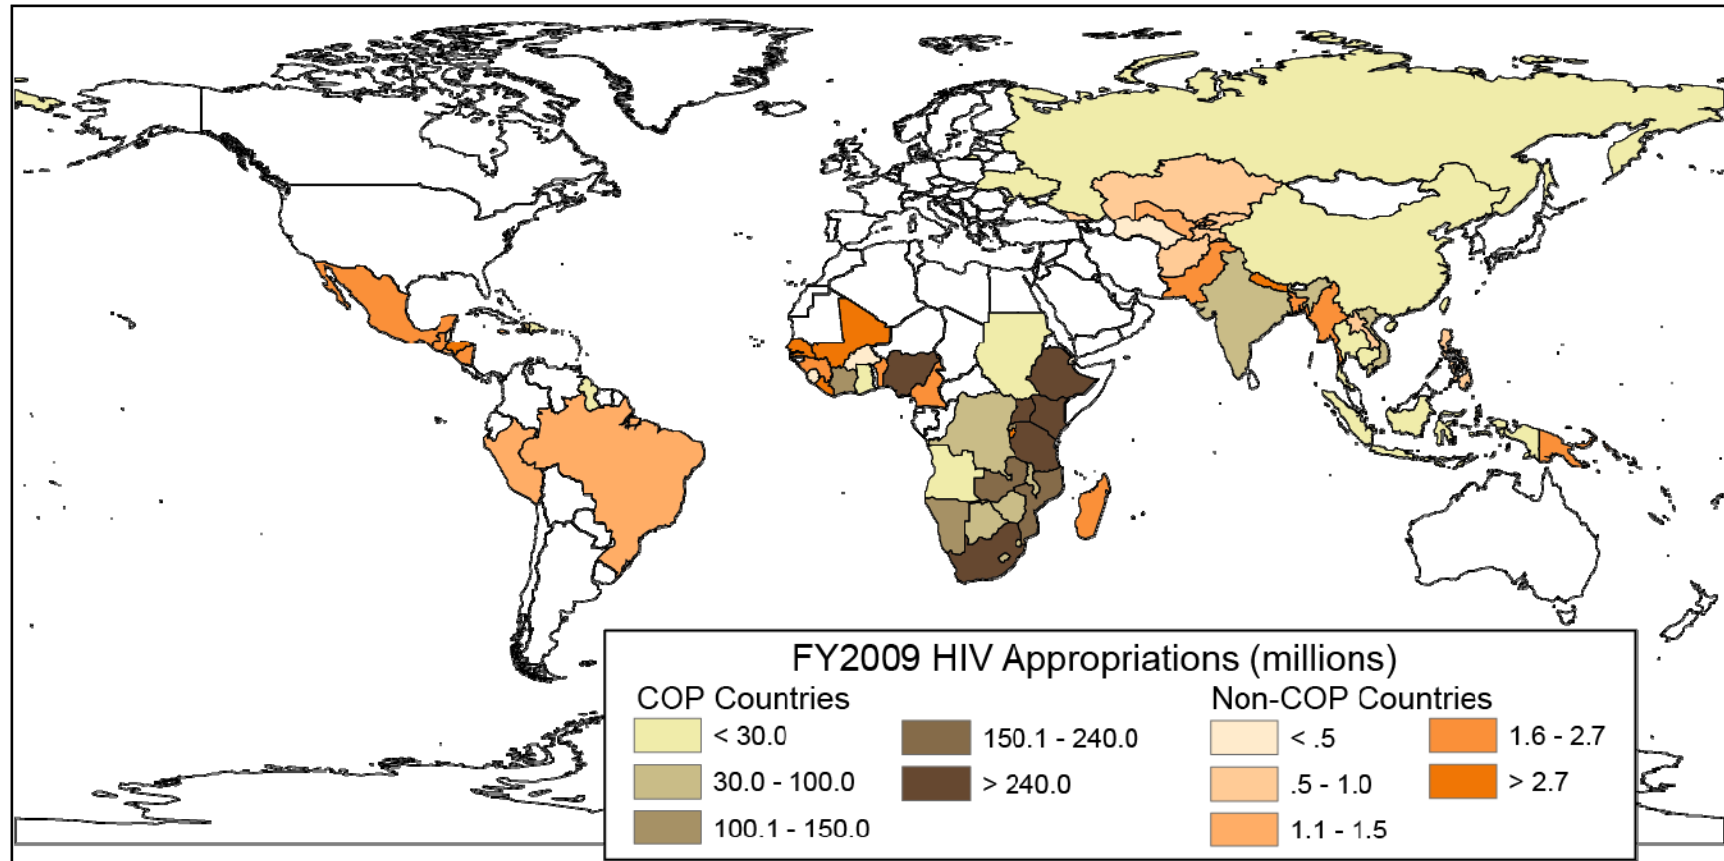 FY2009 HIV Appropriations (millions)
COP Countries
< 30.0
30.0 - 100.0
100.1 - 150.0
150.1 - 240.0
> 240.0
Non-COP Countries
< .5
.5 - 1.0
1.1 - 1.5
1.6 - 2.7
> 2.7